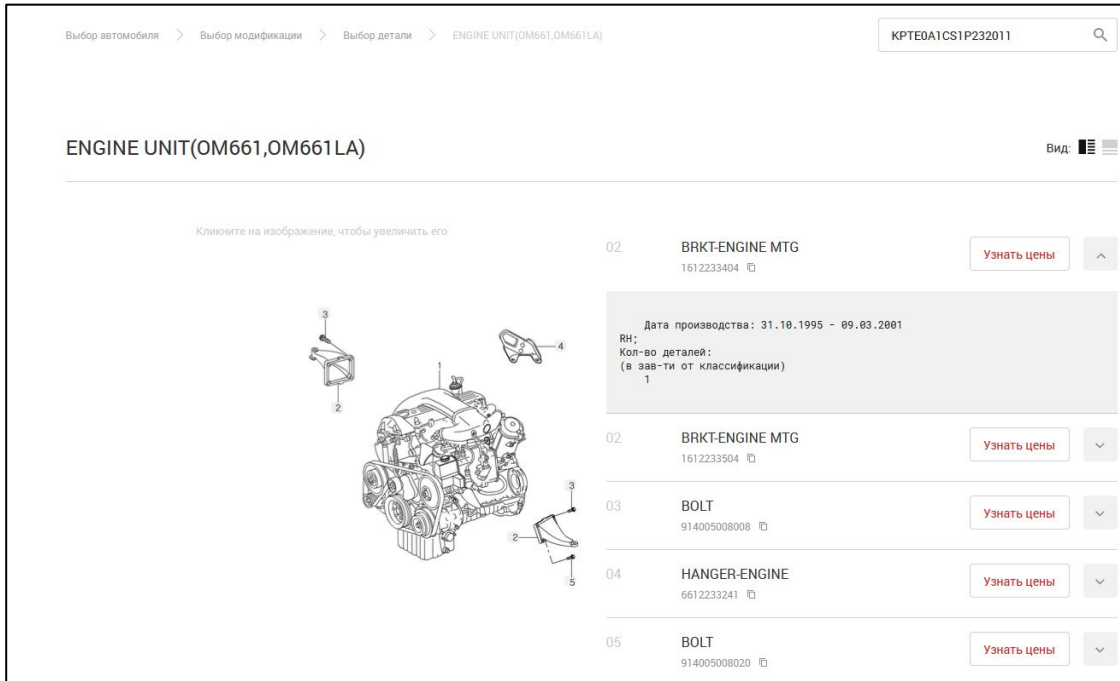 Выбор автомобиля > Выбор модификации > Выбор детали > ENGINE UNIT(OM661,OM661LA)
KPTE0A1CS1P232011
ENGINE UNIT(OM661,OM661LA)
Вид:
Кликните на изображение, чтобы увеличить его
3
4
1
2
3
2
5
02 BRKT-ENGINE MTG Узнать цены
1612233404
Дата производства: 31.10.1995 - 09.03.2001
RH;
Кол-во деталей:
(в зав-ти от классификации)
1
02 BRKT-ENGINE MTG Узнать цены
1612233504
03 BOLT Узнать цены
914005008008
04 HANGER-ENGINE Узнать цены
6612233241
05 BOLT Узнать цены
914005008020